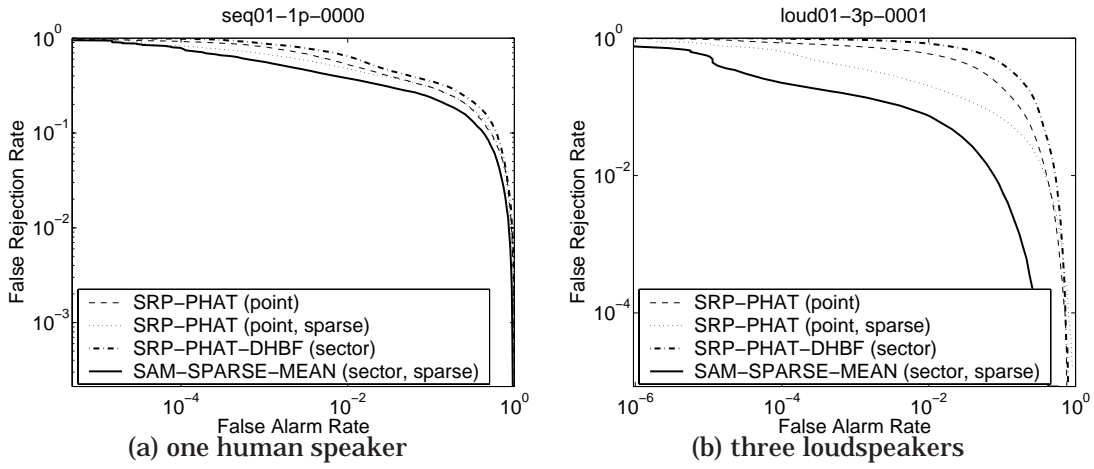 seq01−1p−0000
10^0
10^−1
10^−2
10^−3
False Rejection Rate
SRP−PHAT (point)
SRP−PHAT (point, sparse)
SRP−PHAT−DHBF (sector)
SAM−SPARSE−MEAN (sector, sparse)
10^−4
10^−2
10^0
False Alarm Rate
(a) one human speaker
loud01−3p−0001
10^0
10^−2
10^−4
False Rejection Rate
SRP−PHAT (point)
SRP−PHAT (point, sparse)
SRP−PHAT−DHBF (sector)
SAM−SPARSE−MEAN (sector, sparse)
10^−6
10^−4
10^−2
10^0
False Alarm Rate
(b) three loudspeakers